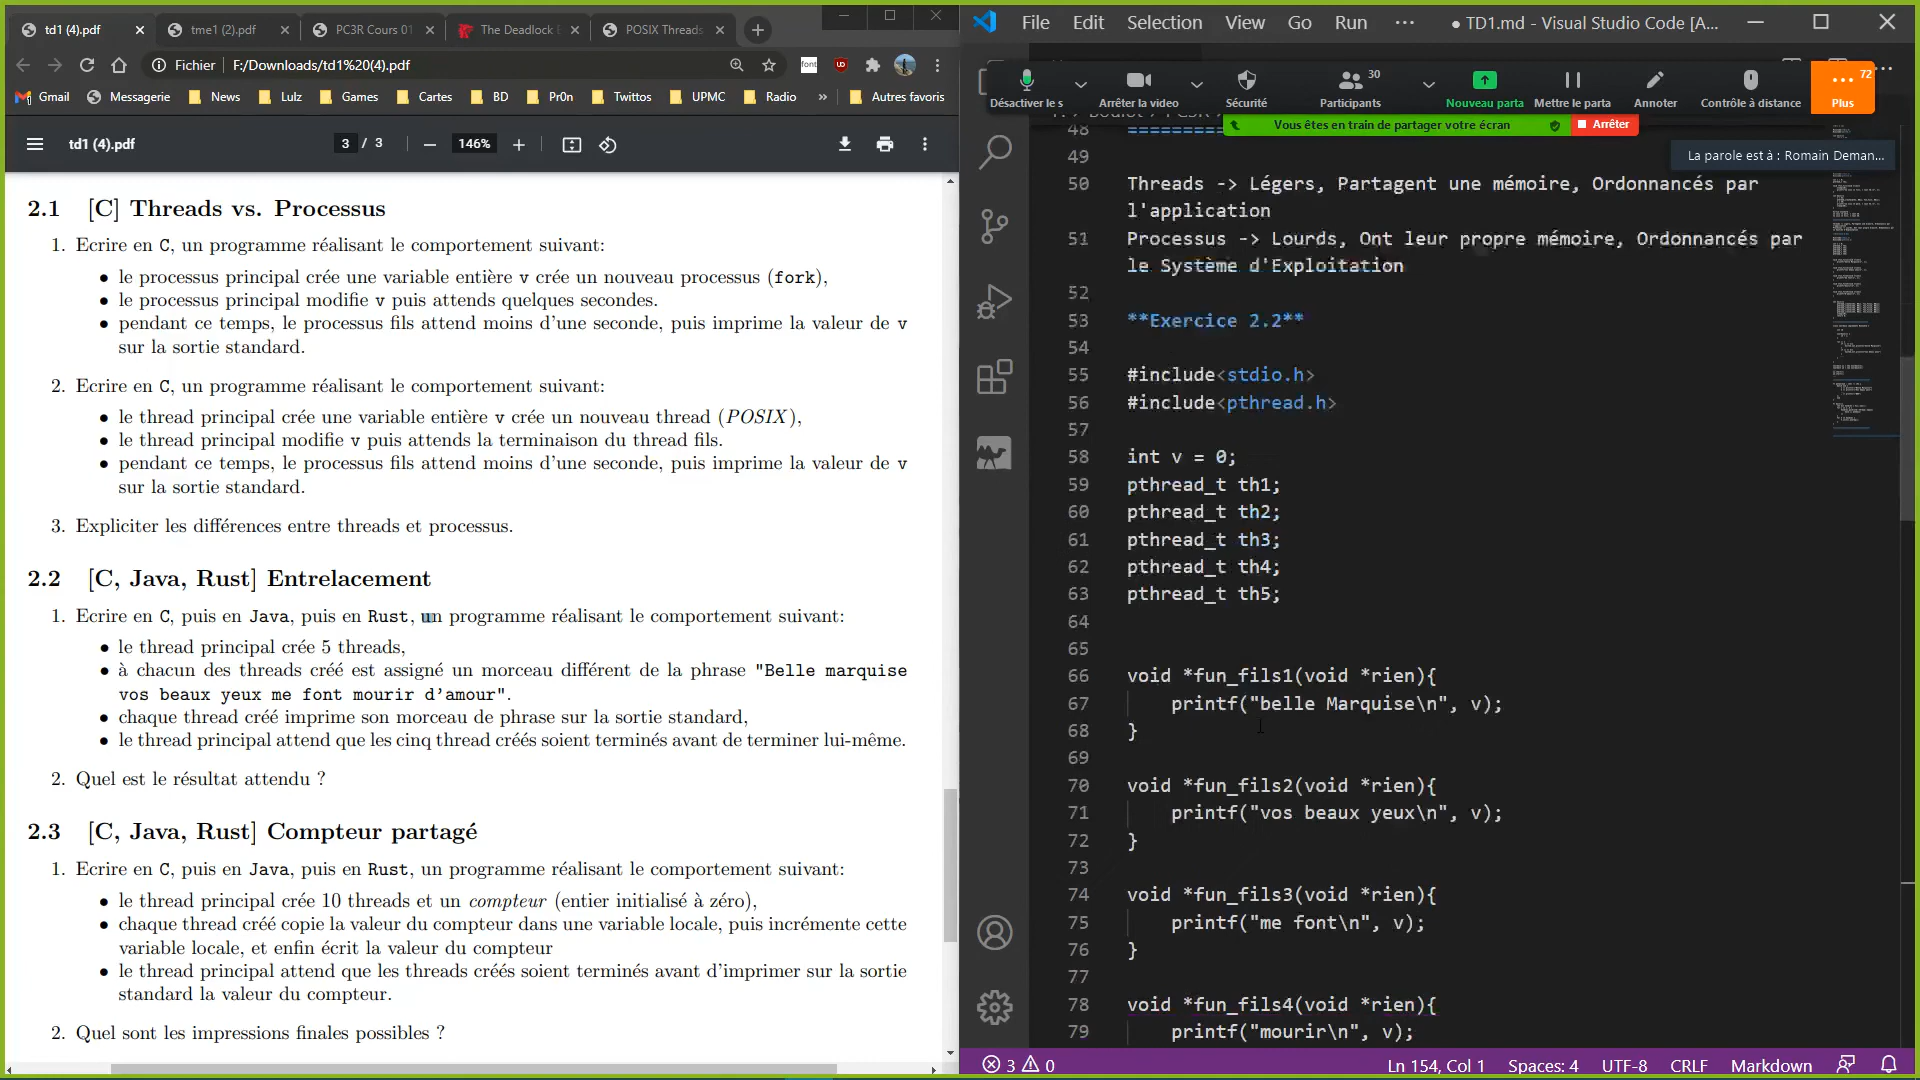 td1 (4).pdf
tme1 (2).pdf
PC3R Cours 01
The Deadlock
POSIX Threads
Fichier
F:/Downloads/td1%20(4).pdf
font
Gmail
Messagerie
News
Lulz
Games
Cartes
BD
Pr0n
Twittos
UPMC
Radio
»
Autres favoris
td1 (4).pdf
3 / 3
146%
2.1 [C] Threads vs. Processus
1. Ecrire en C, un programme réalisant le comportement suivant:
• le processus principal crée une variable entière v crée un nouveau processus (fork),
• le processus principal modifie v puis attends quelques secondes.
• pendant ce temps, le processus fils attend moins d'une seconde, puis imprime la valeur de v
sur la sortie standard.
2. Ecrire en C, un programme réalisant le comportement suivant:
• le thread principal crée une variable entière v crée un nouveau thread (POSIX),
• le thread principal modifie v puis attends la terminaison du thread fils.
• pendant ce temps, le processus fils attend moins d'une seconde, puis imprime la valeur de v
sur la sortie standard.
3. Expliciter les différences entre threads et processus.
2.2 [C, Java, Rust] Entrelacement
1. Ecrire en C, puis en Java, puis en Rust, un programme réalisant le comportement suivant:
• le thread principal crée 5 threads,
• à chacun des threads créé est assigné un morceau différent de la phrase "Belle marquise
vos beaux yeux me font mourir d'amour".
• chaque thread créé imprime son morceau de phrase sur la sortie standard,
• le thread principal attend que les cinq thread créés soient terminés avant de terminer lui-même.
2. Quel est le résultat attendu ?
2.3 [C, Java, Rust] Compteur partagé
1. Ecrire en C, puis en Java, puis en Rust, un programme réalisant le comportement suivant:
• le thread principal crée 10 threads et un compteur (entier initialisé à zéro),
• chaque thread créé copie la valeur du compteur dans une variable locale, puis incrémente cette
variable locale, et enfin écrit la valeur du compteur
• le thread principal attend que les threads créés soient terminés avant d'imprimer sur la sortie
standard la valeur du compteur.
2. Quel sont les impressions finales possibles ?
File Edit Selection View Go Run ···
● TD1.md - Visual Studio Code [A...
Désactiver le s
Arrêter la video
Sécurité
30
Participants
Nouveau parta
Mettre le parta
Annoter
Contrôle à distance
72
Plus
Vous êtes en train de partager votre écran
Arrêter
La parole est à : Romain Deman...
48
49
50 Threads -> Légers, Partagent une mémoire, Ordonnancés par
l'application
51 Processus -> Lourds, Ont leur propre mémoire, Ordonnancés par
le Système d'Exploitation
52
53 **Exercice 2.2**
54
55 #include<stdio.h>
56 #include<pthread.h>
57
58 int v = 0;
59 pthread_t th1;
60 pthread_t th2;
61 pthread_t th3;
62 pthread_t th4;
63 pthread_t th5;
64
65
66 void *fun_fils1(void *rien){
67 printf("belle Marquise\n", v);
68 }
69
70 void *fun_fils2(void *rien){
71 printf("vos beaux yeux\n", v);
72 }
73
74 void *fun_fils3(void *rien){
75 printf("me font\n", v);
76 }
77
78 void *fun_fils4(void *rien){
79 printf("mourir\n", v);
3 0
Ln 154, Col 1
Spaces: 4
UTF-8
CRLF
Markdown